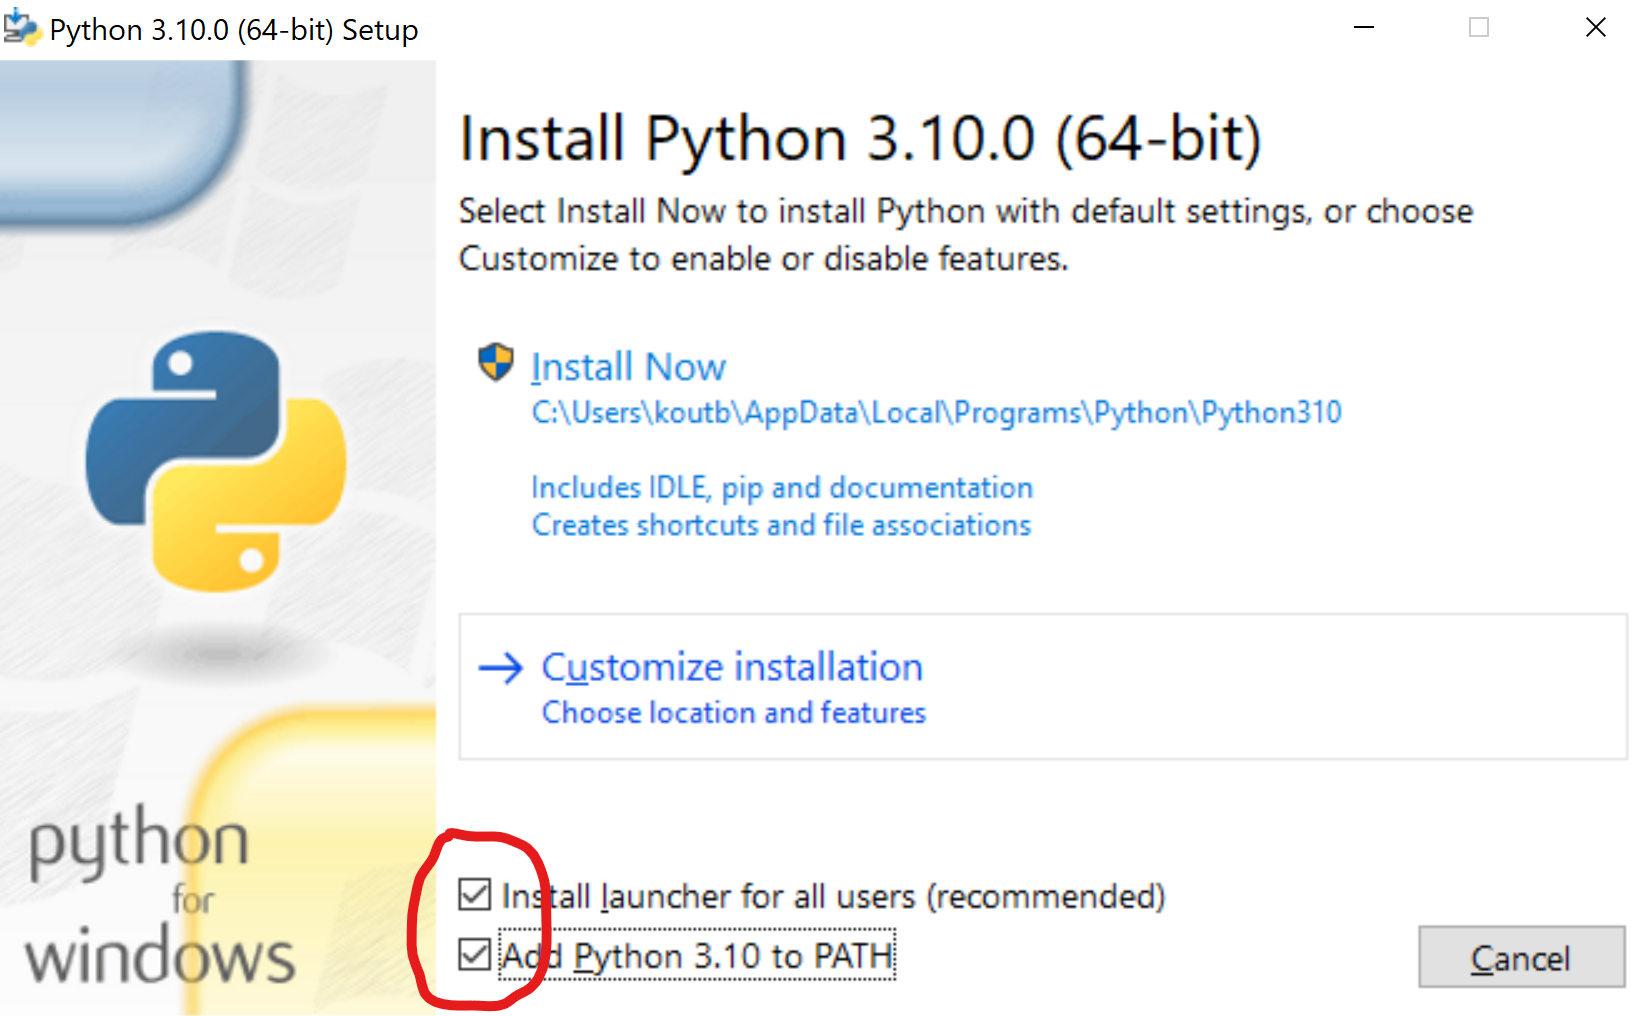 Python 3.10.0 (64-bit) Setup
Install Python 3.10.0 (64-bit)
Select Install Now to install Python with default settings, or choose
Customize to enable or disable features.
Install Now
C:\Users\koutb\AppData\Local\Programs\Python\Python310
Includes IDLE, pip and documentation
Creates shortcuts and file associations
Customize installation
Choose location and features
python
for
windows
Install launcher for all users (recommended)
Add Python 3.10 to PATH
Cancel